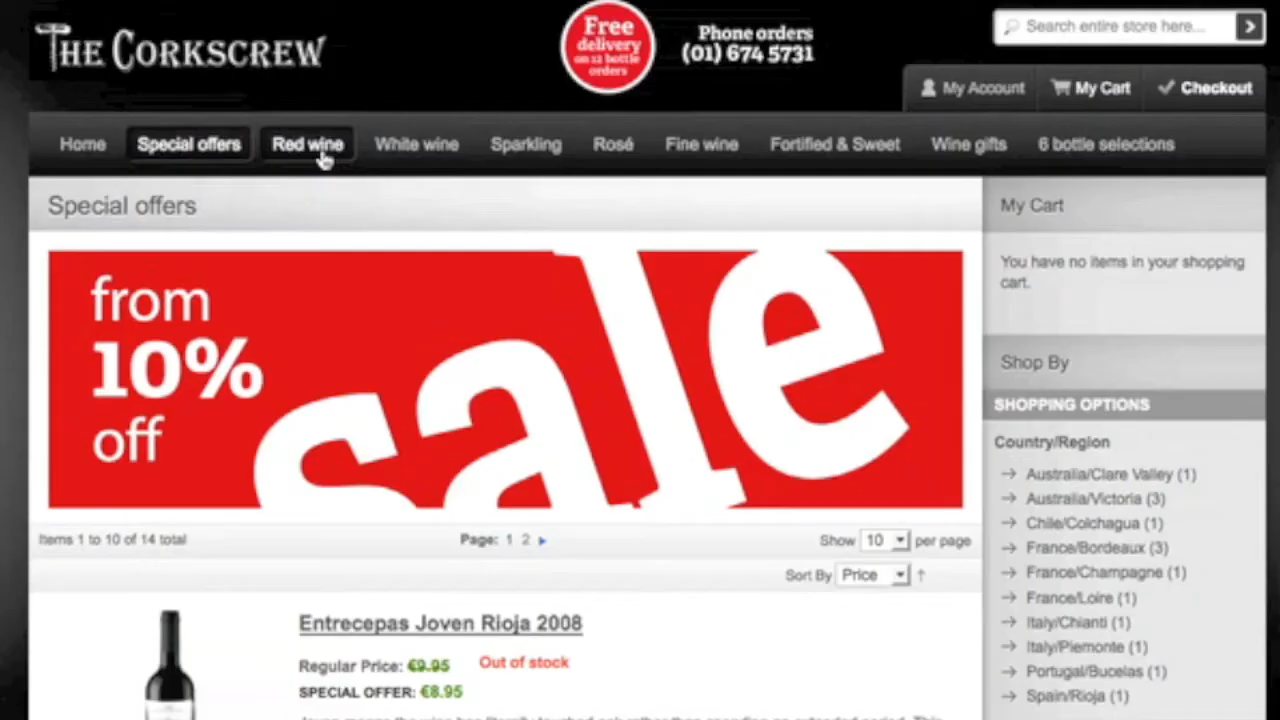 THE CORKSCREW
Free
delivery
on 12 bottle
orders
Phone orders
(01) 674 5731
Search entire store here...
My Account
My Cart
Checkout
Home
Special offers
Red wine
White wine
Sparkling
Rosé
Fine wine
Fortified & Sweet
Wine gifts
6 bottle selections
Special offers
from
10%
off
sale
Items 1 to 10 of 14 total
Page: 1 2
Show 10 per page
Sort By Price
Entrecepas Joven Rioja 2008
Regular Price: €9.95 Out of stock
SPECIAL OFFER: €8.95
My Cart
You have no items in your shopping
cart.
Shop By
SHOPPING OPTIONS
Country/Region
Australia/Clare Valley (1)
Australia/Victoria (3)
Chile/Colchagua (1)
France/Bordeaux (3)
France/Champagne (1)
France/Loire (1)
Italy/Chianti (1)
Italy/Piemonte (1)
Portugal/Bucelas (1)
Spain/Rioja (1)